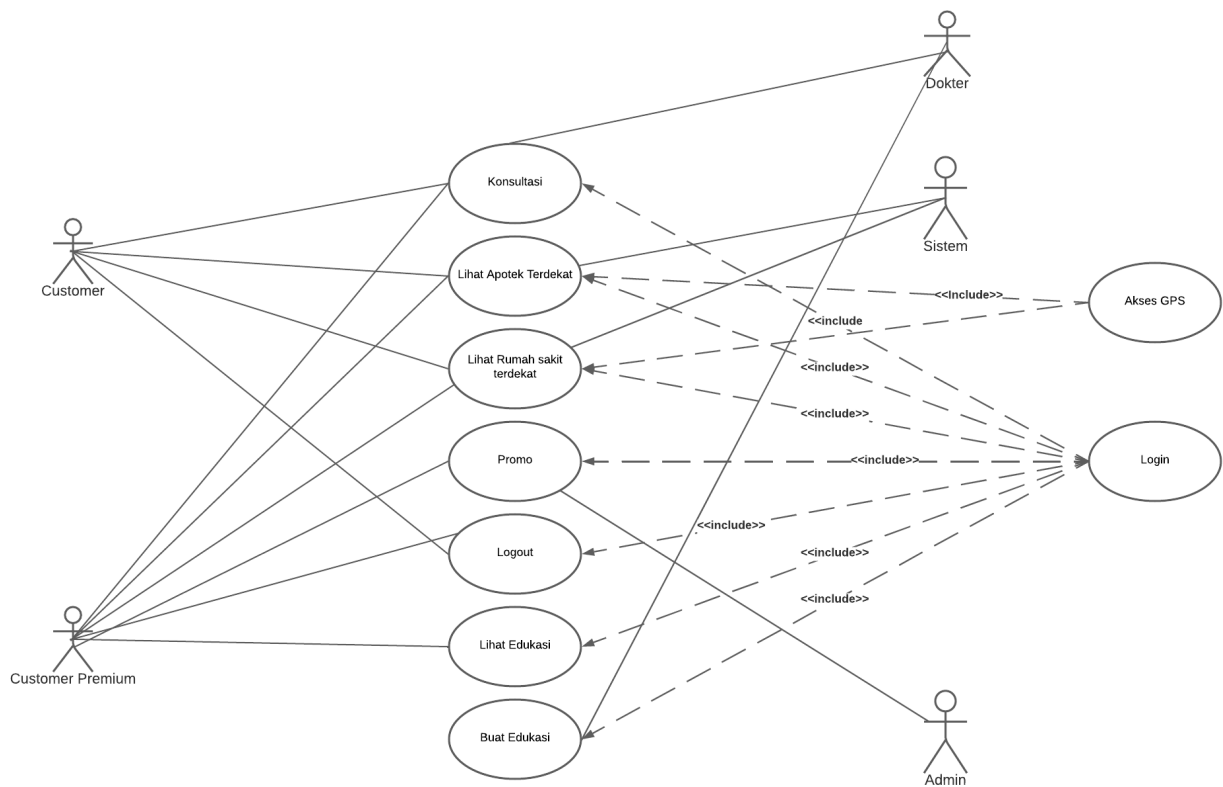 Dokter
Konsultasi
Sistem
Customer
Lihat Apotek Terdekat
<<Include>>
Akses GPS
<<include
Lihat Rumah sakit
terdekat
<<include>>
<<include>>
Promo
<<include>>
Login
<<include>>
Logout
<<include>>
<<include>>
Lihat Edukasi
Customer Premium
Buat Edukasi
Admin